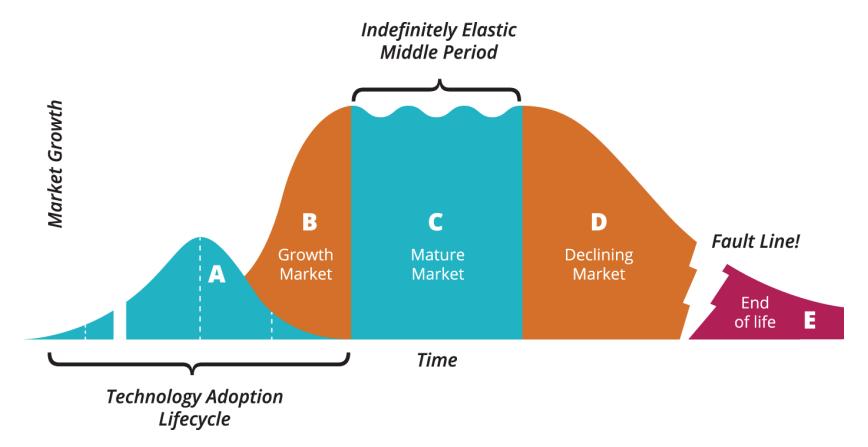 Indefinitely Elastic
Middle Period
Market Growth
A
B
Growth
Market
C
Mature
Market
D
Declining
Market
Fault Line!
End
of life
E
Time
Technology Adoption
Lifecycle